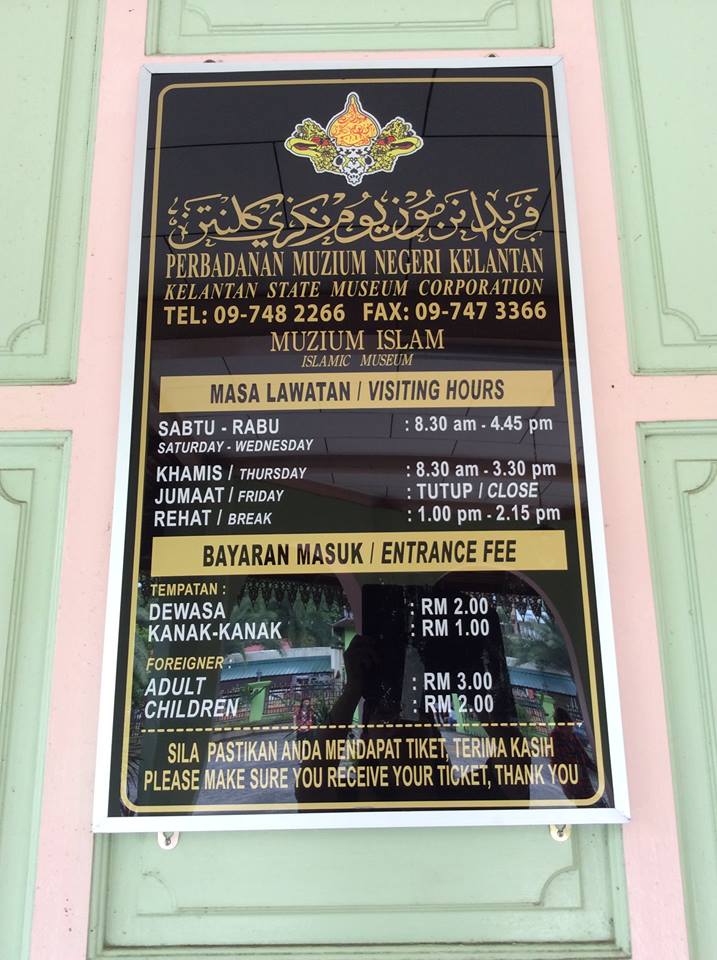 فربدانن موزيوم نݢري کلنتن
PERBADANAN MUZIUM NEGERI KELANTAN
KELANTAN STATE MUSEUM CORPORATION
TEL: 09-748 2266 FAX: 09-747 3366
MUZIUM ISLAM
ISLAMIC MUSEUM
MASA LAWATAN / VISITING HOURS
SABTU - RABU : 8.30 am - 4.45 pm
SATURDAY - WEDNESDAY
KHAMIS / THURSDAY : 8.30 am - 3.30 pm
JUMAAT / FRIDAY : TUTUP / CLOSE
REHAT / BREAK : 1.00 pm - 2.15 pm
BAYARAN MASUK / ENTRANCE FEE
TEMPATAN :
DEWASA : RM 2.00
KANAK-KANAK : RM 1.00
FOREIGNER :
ADULT : RM 3.00
CHILDREN : RM 2.00
SILA PASTIKAN ANDA MENDAPAT TIKET, TERIMA KASIH
PLEASE MAKE SURE YOU RECEIVE YOUR TICKET, THANK YOU